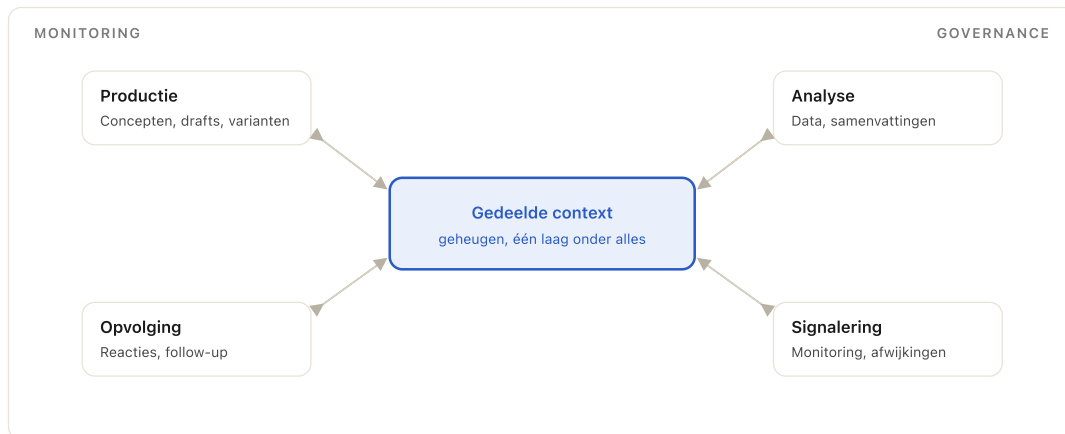 MONITORING
GOVERNANCE
Productie
Concepten, drafts, varianten
Analyse
Data, samenvattingen
Gedeelde context
geheugen, één laag onder alles
Opvolging
Reacties, follow-up
Signalering
Monitoring, afwijkingen